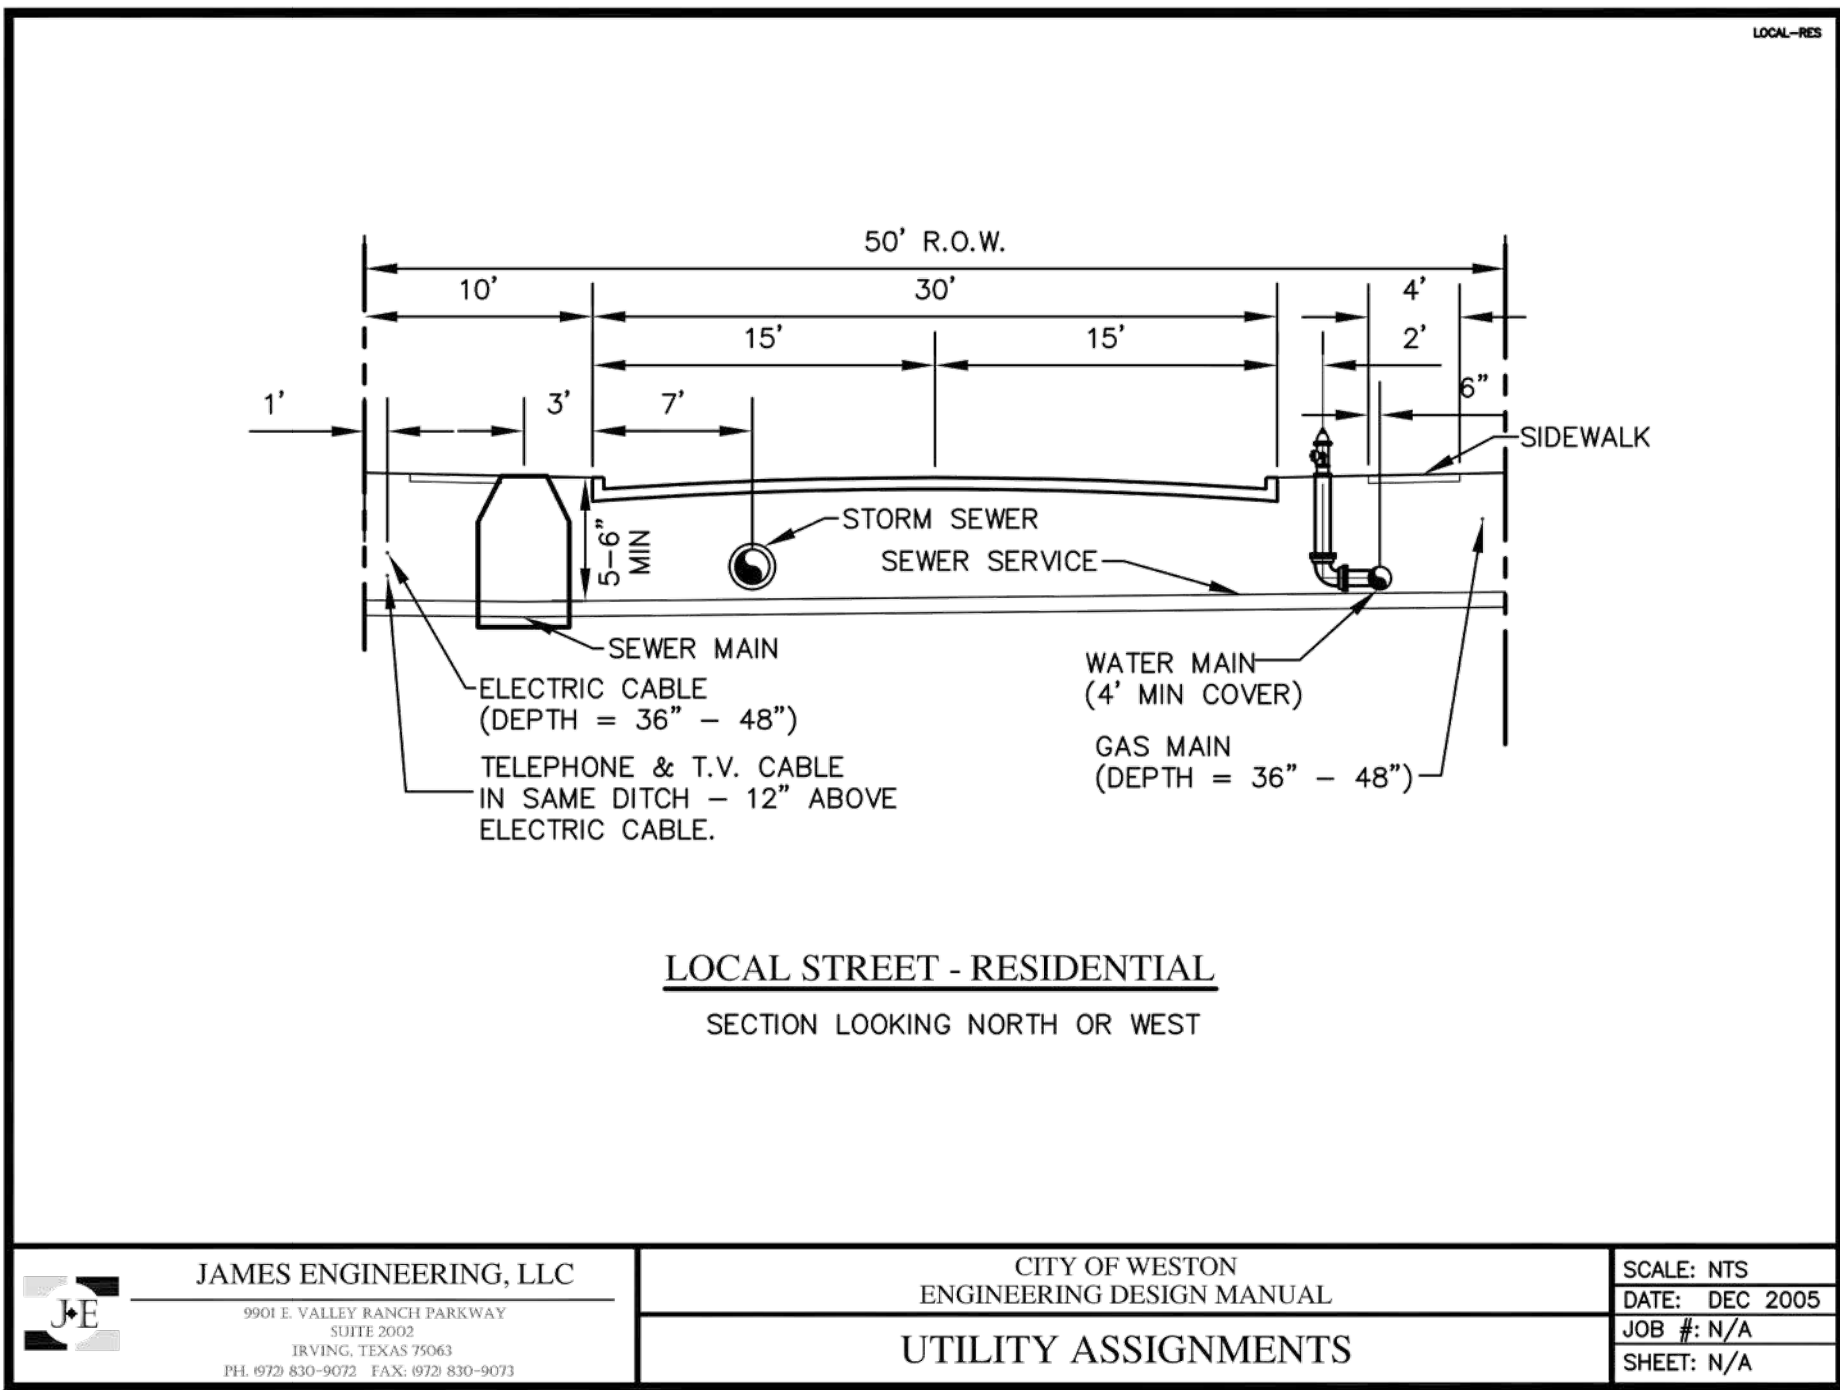 LOCAL-RES
50' R.O.W.
10'
30'
4'
15'
15'
2'
1'
3'
7'
6"
SIDEWALK
5-6"
MIN
STORM SEWER
SEWER SERVICE
SEWER MAIN
WATER MAIN
(4' MIN COVER)
ELECTRIC CABLE
(DEPTH = 36" - 48")
GAS MAIN
(DEPTH = 36" - 48")
TELEPHONE & T.V. CABLE
IN SAME DITCH - 12" ABOVE
ELECTRIC CABLE.
LOCAL STREET - RESIDENTIAL
SECTION LOOKING NORTH OR WEST
J E
JAMES ENGINEERING, LLC
9901 E. VALLEY RANCH PARKWAY
SUITE 2002
IRVING, TEXAS 75063
PH. (972) 830-9072 FAX: (972) 830-9073
CITY OF WESTON
ENGINEERING DESIGN MANUAL
UTILITY ASSIGNMENTS
SCALE: NTS
DATE: DEC 2005
JOB #: N/A
SHEET: N/A